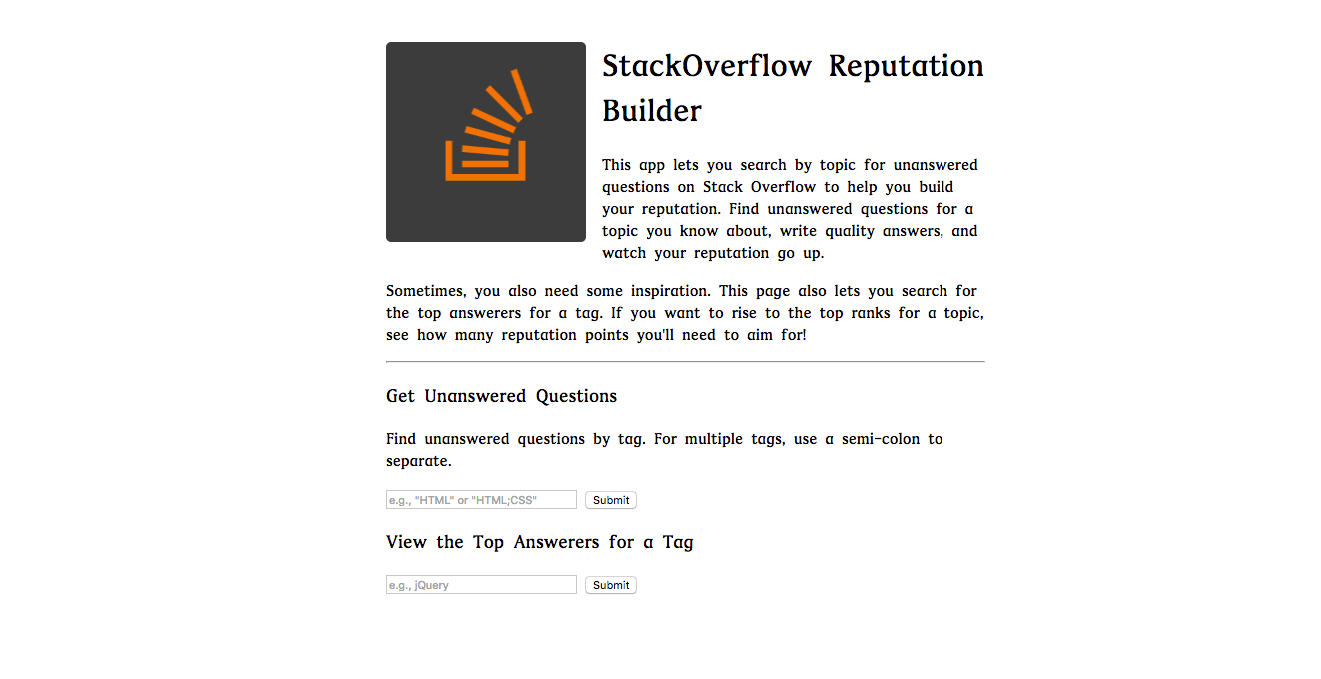 StackOverflow Reputation
Builder
This app lets you search by topic for unanswered
questions on Stack Overflow to help you build
your reputation. Find unanswered questions for a
topic you know about, write quality answers, and
watch your reputation go up.
Sometimes, you also need some inspiration. This page also lets you search for
the top answerers for a tag. If you want to rise to the top ranks for a topic,
see how many reputation points you'll need to aim for!
Get Unanswered Questions
Find unanswered questions by tag. For multiple tags, use a semi-colon to
separate.
e.g., "HTML" or "HTML;CSS" Submit
View the Top Answerers for a Tag
e.g., jQuery Submit